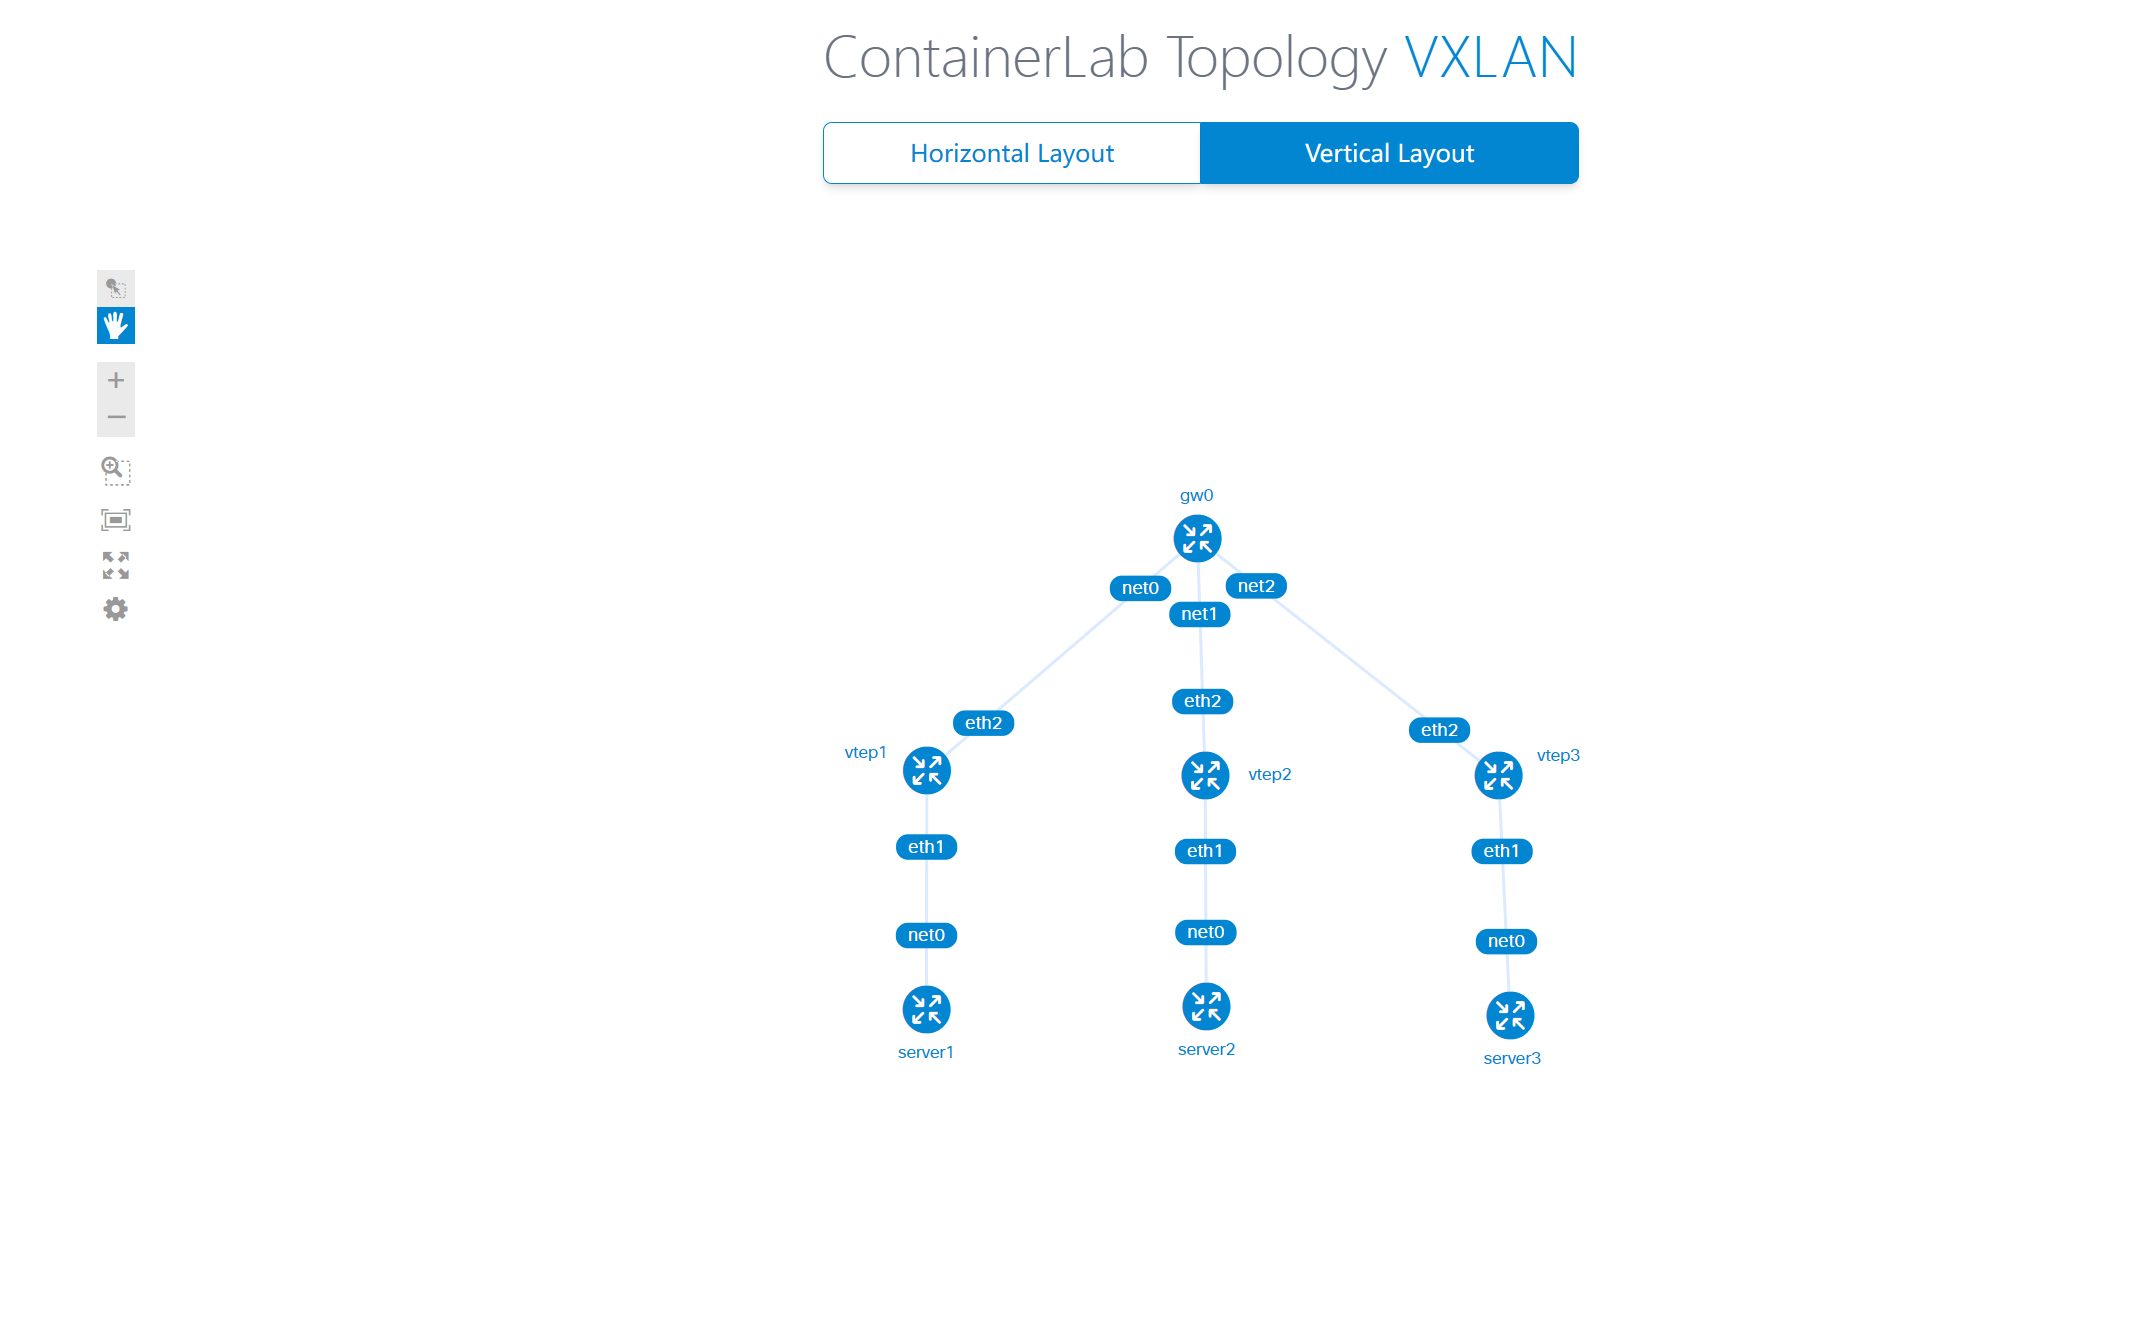 ContainerLab Topology VXLAN
Horizontal Layout
Vertical Layout
gw0
net0
net2
net1
eth2
eth2
eth2
vtep1
vtep2
vtep3
eth1
eth1
eth1
net0
net0
net0
server1
server2
server3